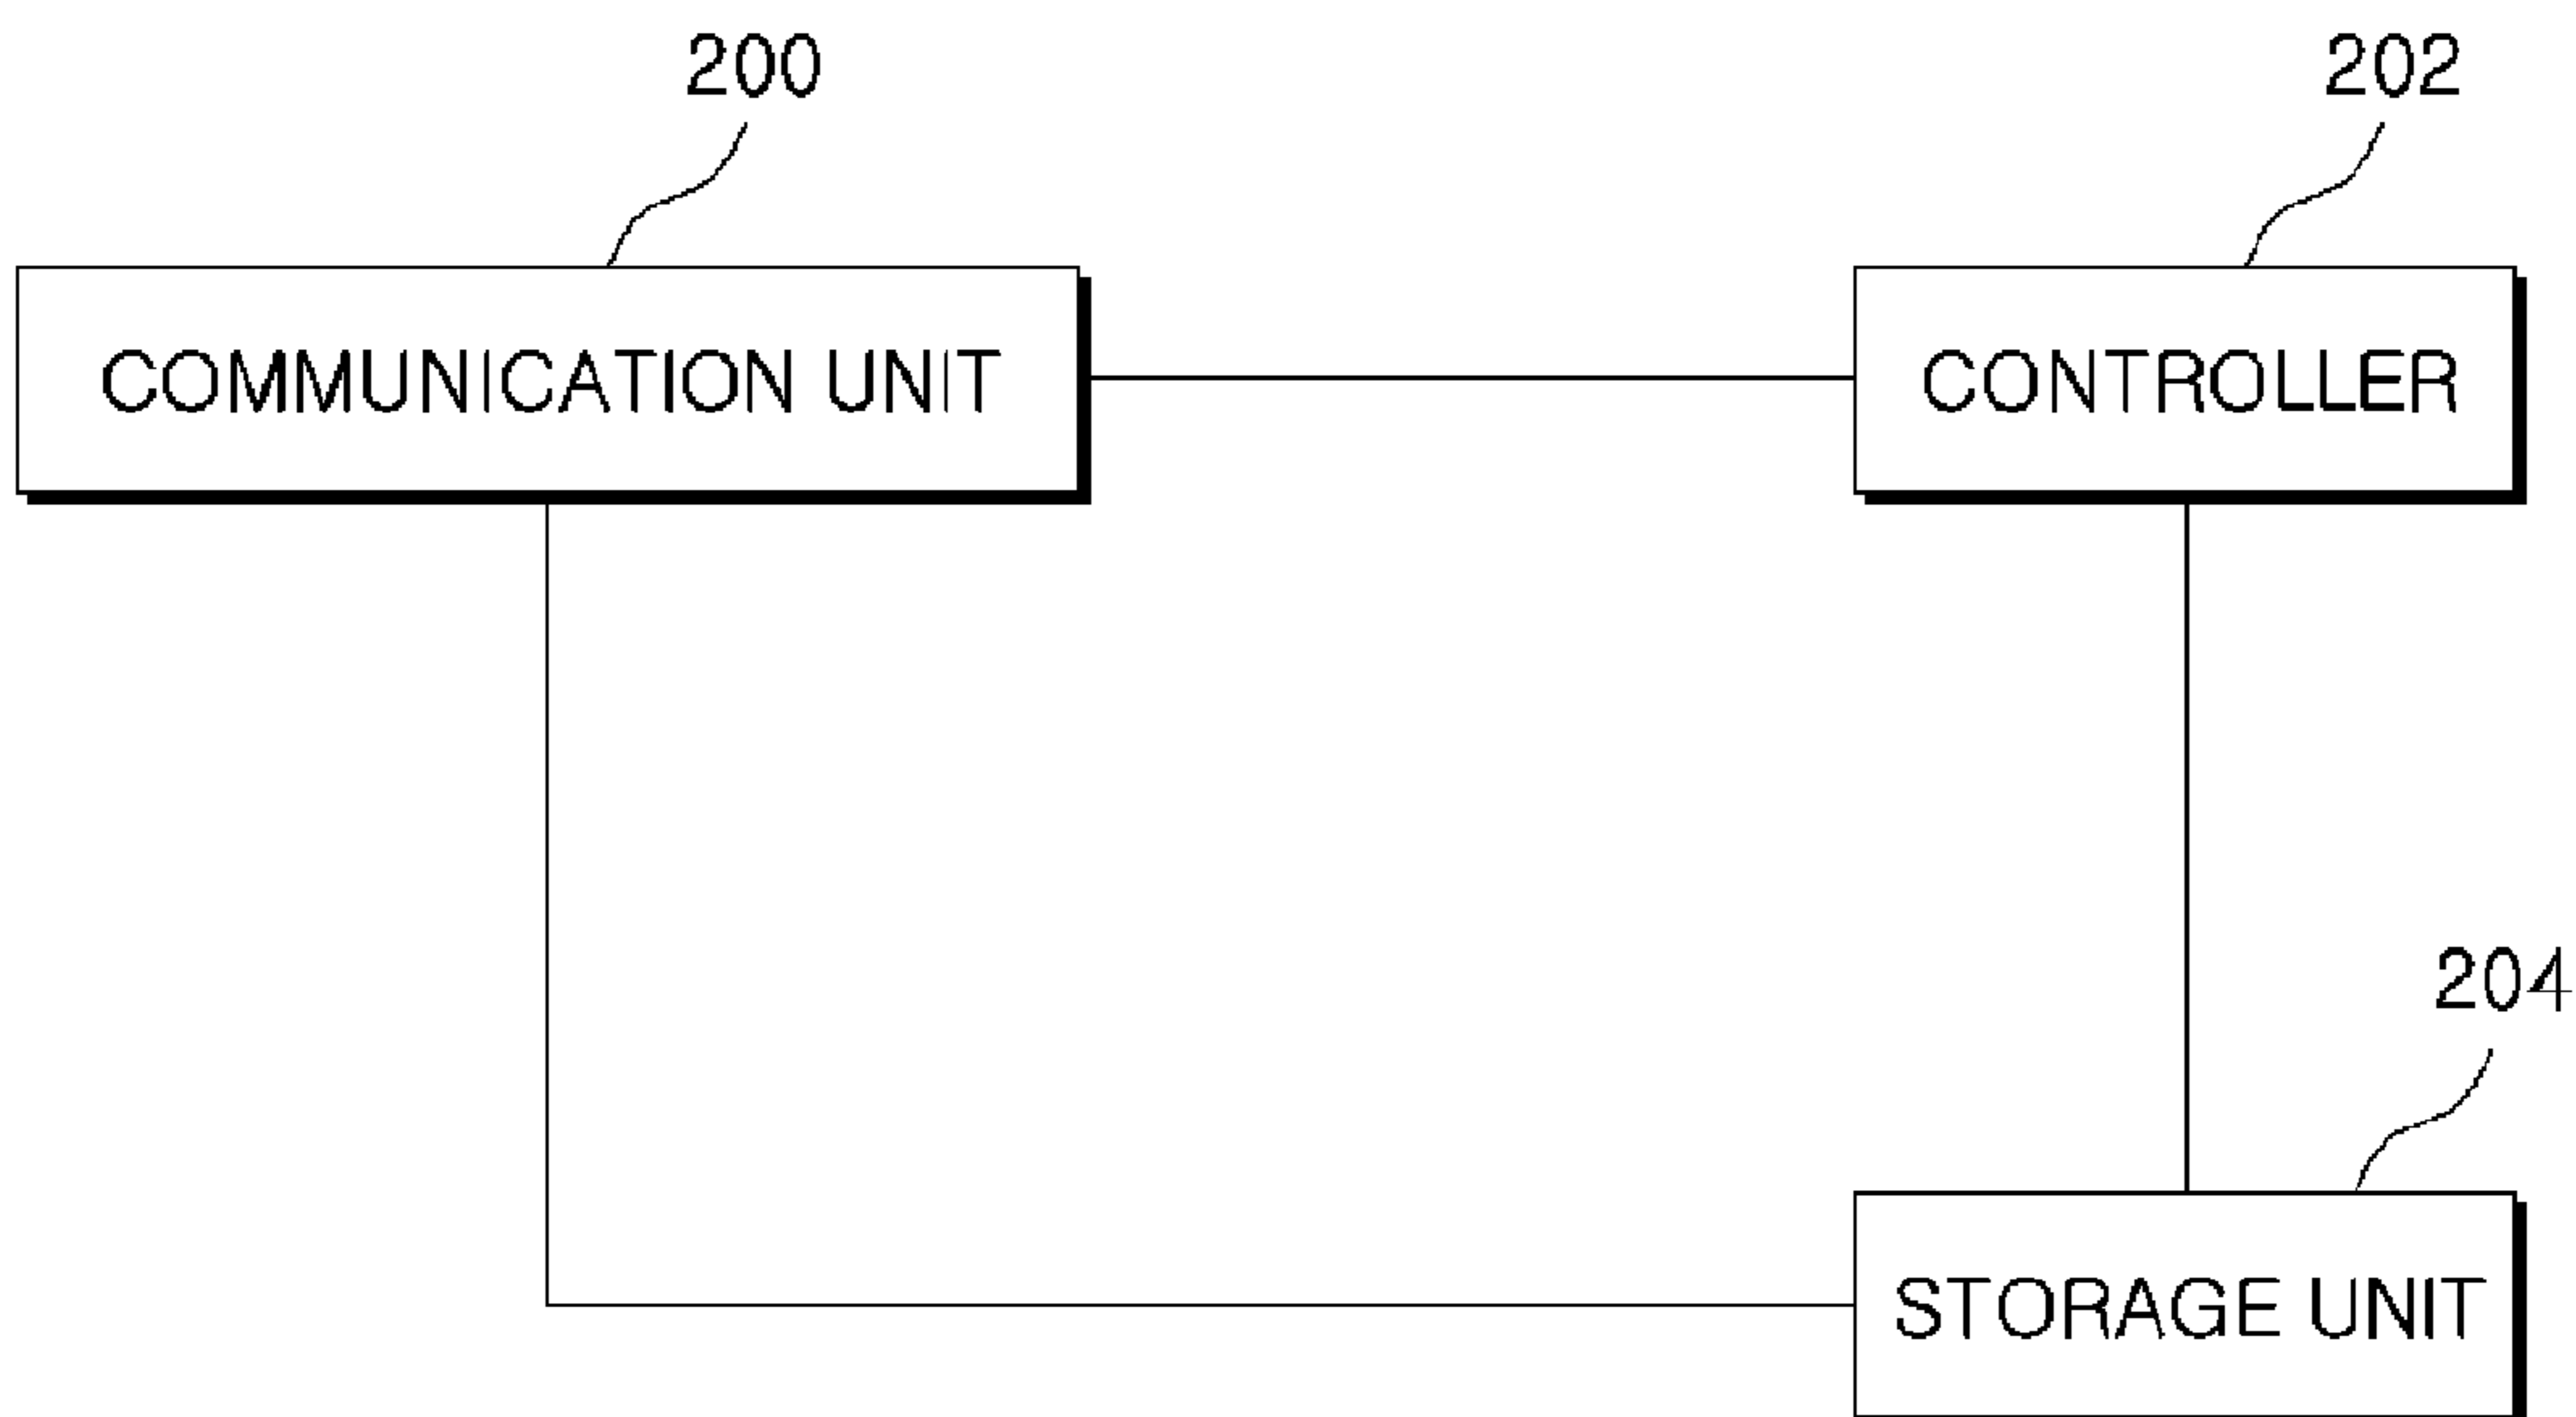 200
202
COMMUNICATION UNIT
CONTROLLER
204
STORAGE UNIT